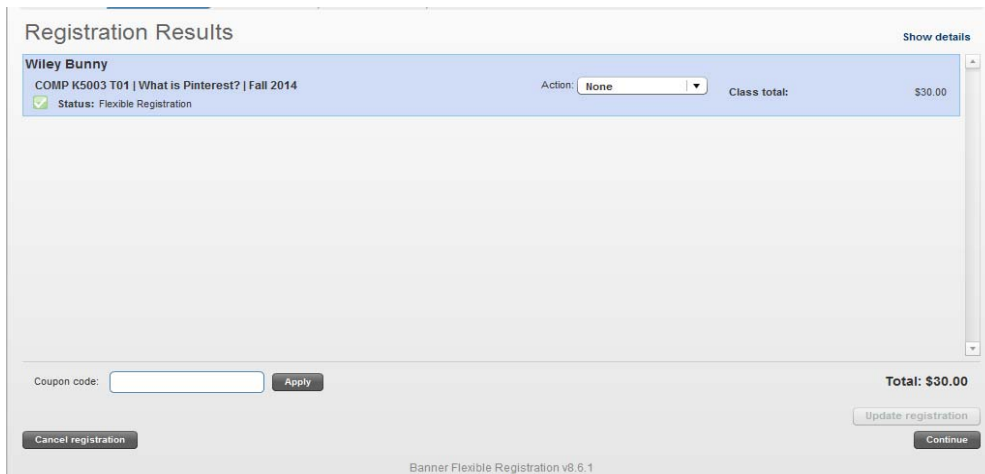 Registration Results
Show details
Wiley Bunny
COMP K5003 T01 | What is Pinterest? | Fall 2014
Action: None
Class total: $30.00
Status: Flexible Registration
Coupon code: Apply
Total: $30.00
Update registration
Cancel registration
Continue
Banner Flexible Registration v8.6.1